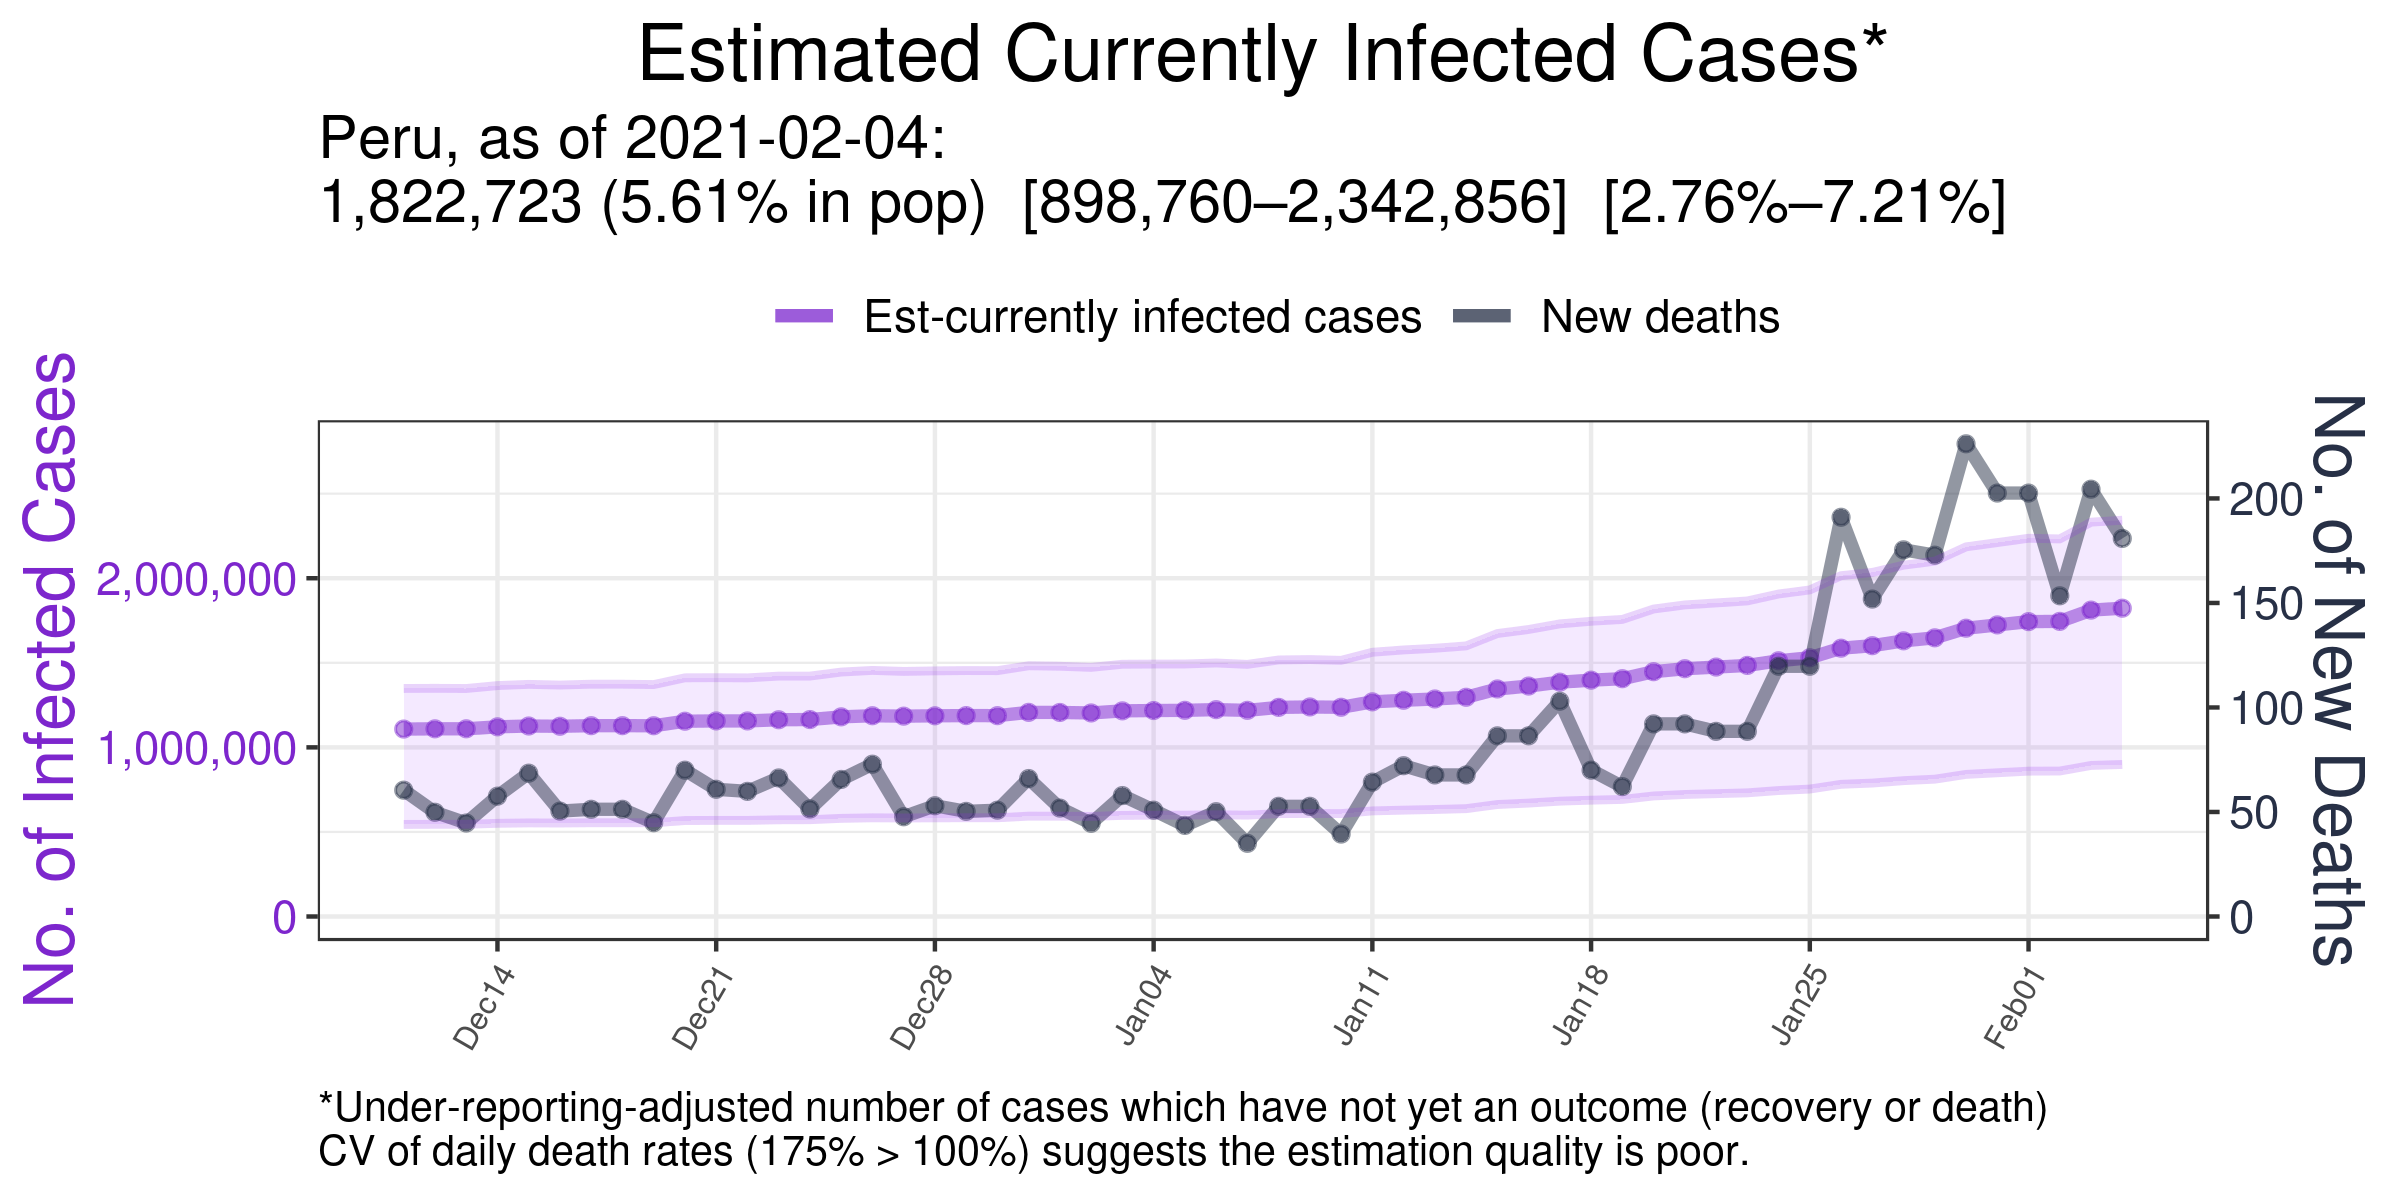 Estimated Currently Infected Cases*
Peru, as of 2021-02-04:
1,822,723 (5.61% in pop)  [898,760–2,342,856]  [2.76%–7.21%]
Est-currently infected cases
New deaths
No. of Infected Cases
2,000,000
1,000,000
0
No. of New Deaths
200
150
100
50
0
Dec14
Dec21
Dec28
Jan04
Jan11
Jan18
Jan25
Feb01
*Under-reporting-adjusted number of cases which have not yet an outcome (recovery or death)
CV of daily death rates (175% > 100%) suggests the estimation quality is poor.